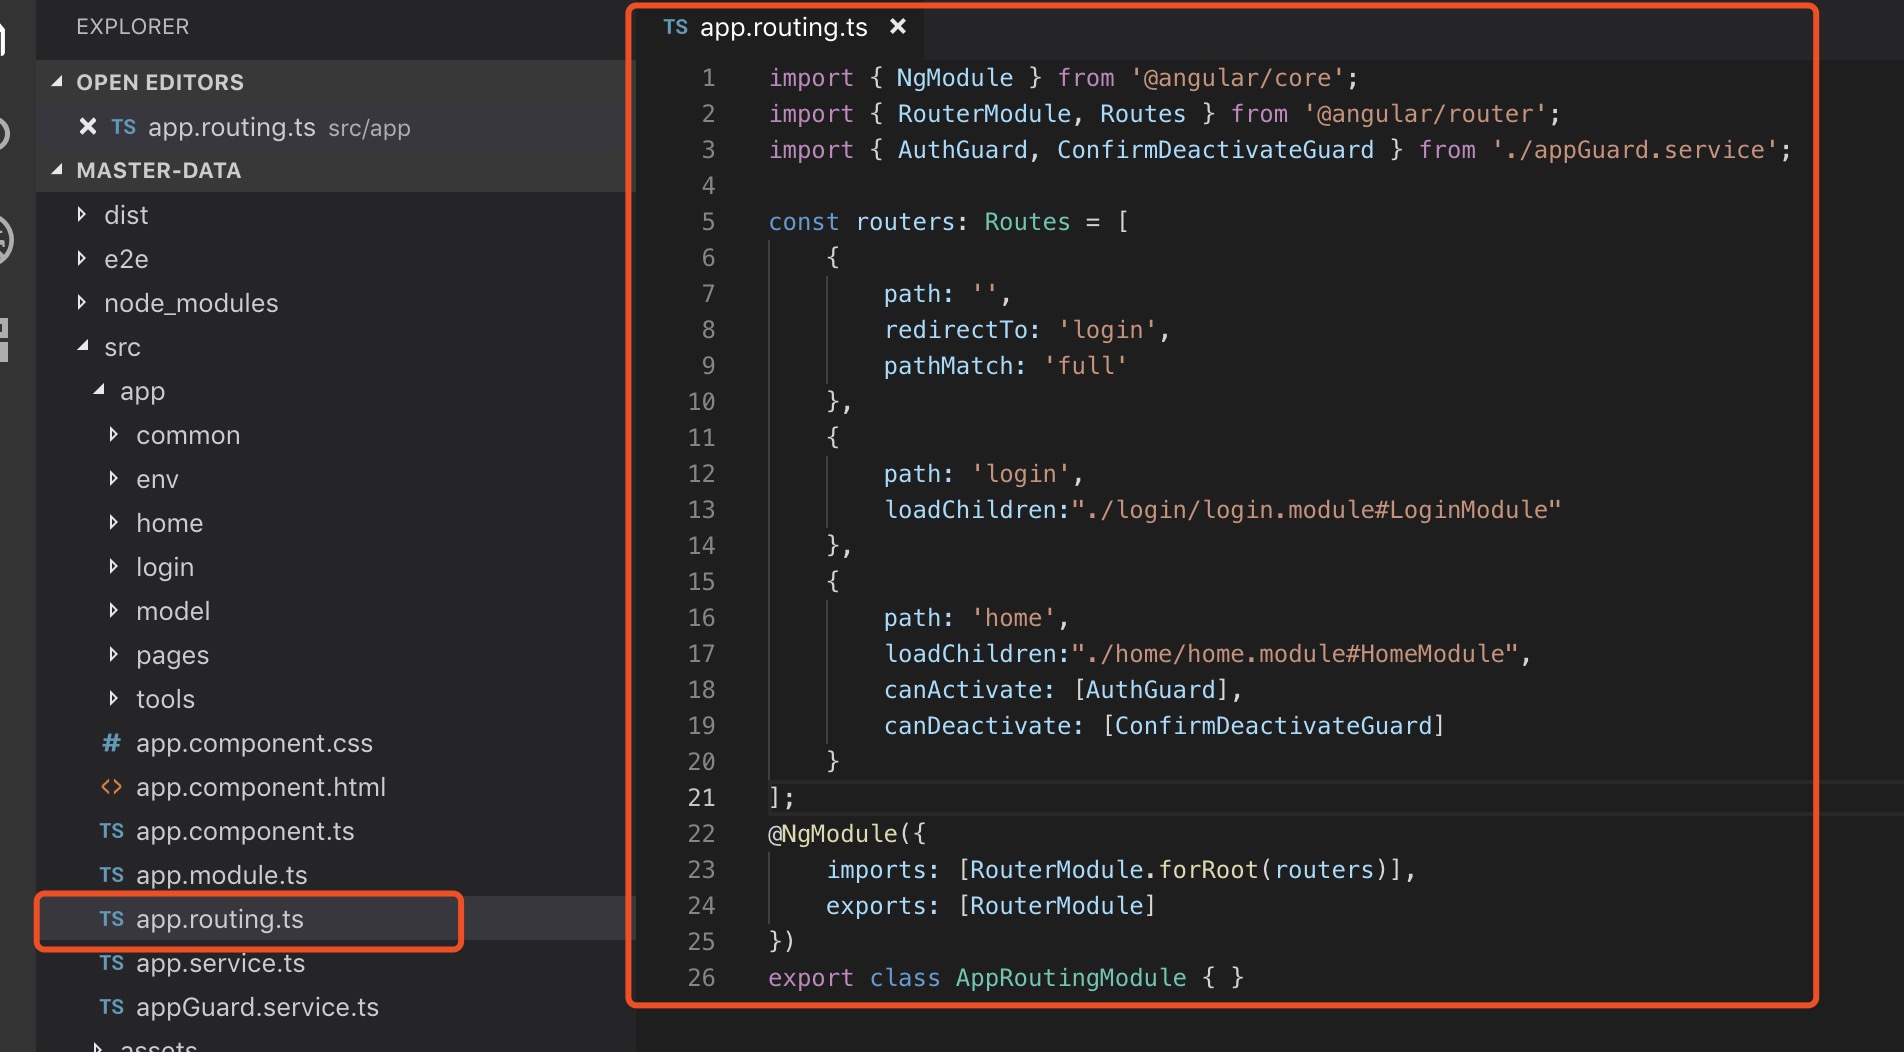 EXPLORER
OPEN EDITORS
TS app.routing.ts src/app
MASTER-DATA
dist
e2e
node_modules
src
app
common
env
home
login
model
pages
tools
# app.component.css
<> app.component.html
TS app.component.ts
TS app.module.ts
TS app.routing.ts
TS app.service.ts
TS appGuard.service.ts
assets
TS app.routing.ts
1 import { NgModule } from '@angular/core';
2 import { RouterModule, Routes } from '@angular/router';
3 import { AuthGuard, ConfirmDeactivateGuard } from './appGuard.service';
4
5 const routers: Routes = [
6     {
7         path: '',
8         redirectTo: 'login',
9         pathMatch: 'full'
10     },
11     {
12         path: 'login',
13         loadChildren:"./login/login.module#LoginModule"
14     },
15     {
16         path: 'home',
17         loadChildren:"./home/home.module#HomeModule",
18         canActivate: [AuthGuard],
19         canDeactivate: [ConfirmDeactivateGuard]
20     }
21 ];
22 @NgModule({
23     imports: [RouterModule.forRoot(routers)],
24     exports: [RouterModule]
25 })
26 export class AppRoutingModule { }